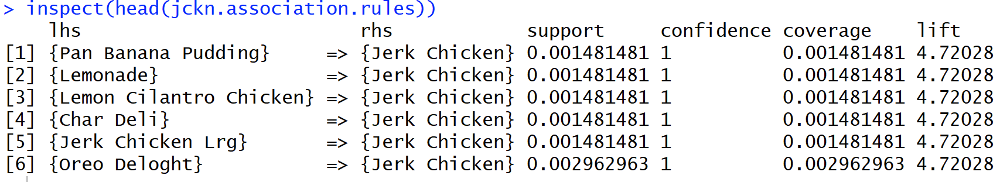 > inspect(head(jckn.association.rules))
lhs rhs support confidence coverage lift
[1] {Pan Banana Pudding} => {Jerk Chicken} 0.001481481 1 0.001481481 4.72028
[2] {Lemonade} => {Jerk Chicken} 0.001481481 1 0.001481481 4.72028
[3] {Lemon Cilantro Chicken} => {Jerk Chicken} 0.001481481 1 0.001481481 4.72028
[4] {Char Deli} => {Jerk Chicken} 0.001481481 1 0.001481481 4.72028
[5] {Jerk Chicken Lrg} => {Jerk Chicken} 0.001481481 1 0.001481481 4.72028
[6] {Oreo Deloght} => {Jerk Chicken} 0.002962963 1 0.002962963 4.72028